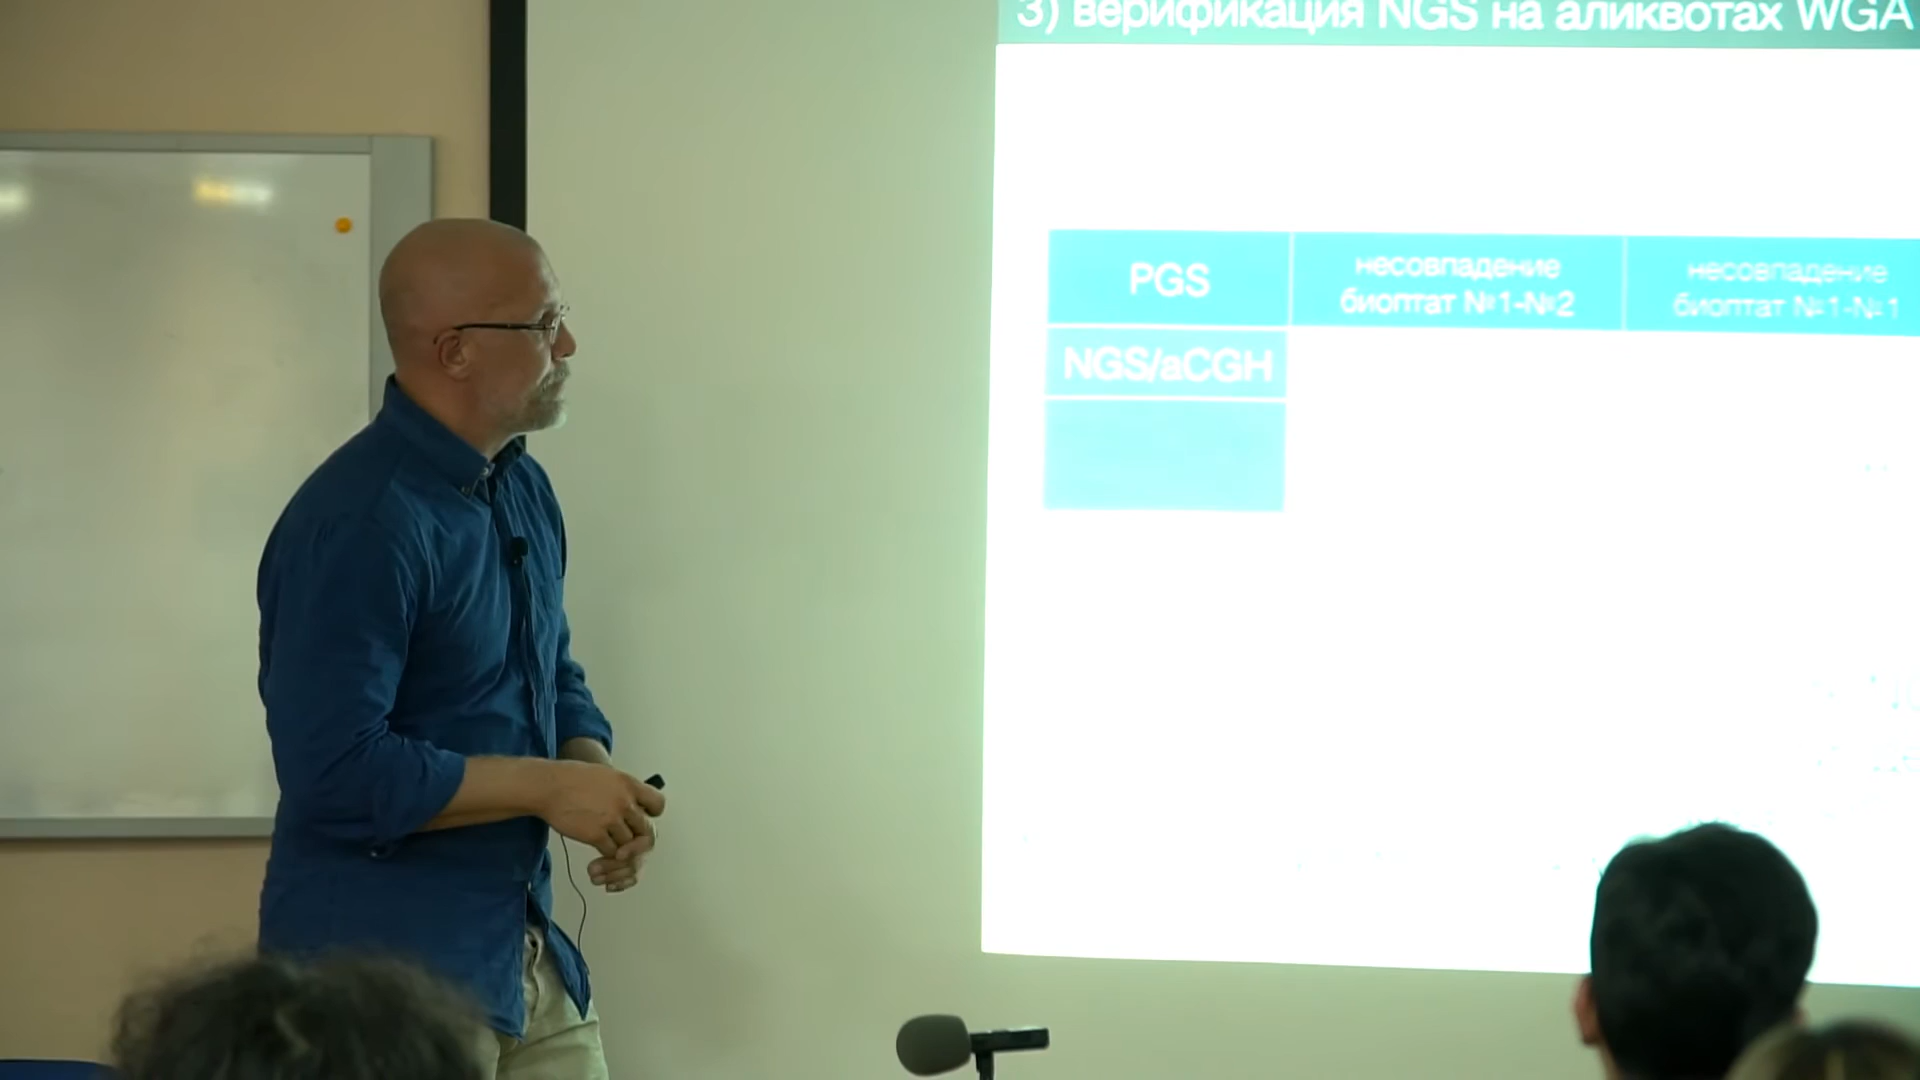 3) верификация NGS на аликвотах WGA
PGS
несовпадение
биоптат №1-№2
несовпадение
биоптат №1-№1
NGS/aCGH